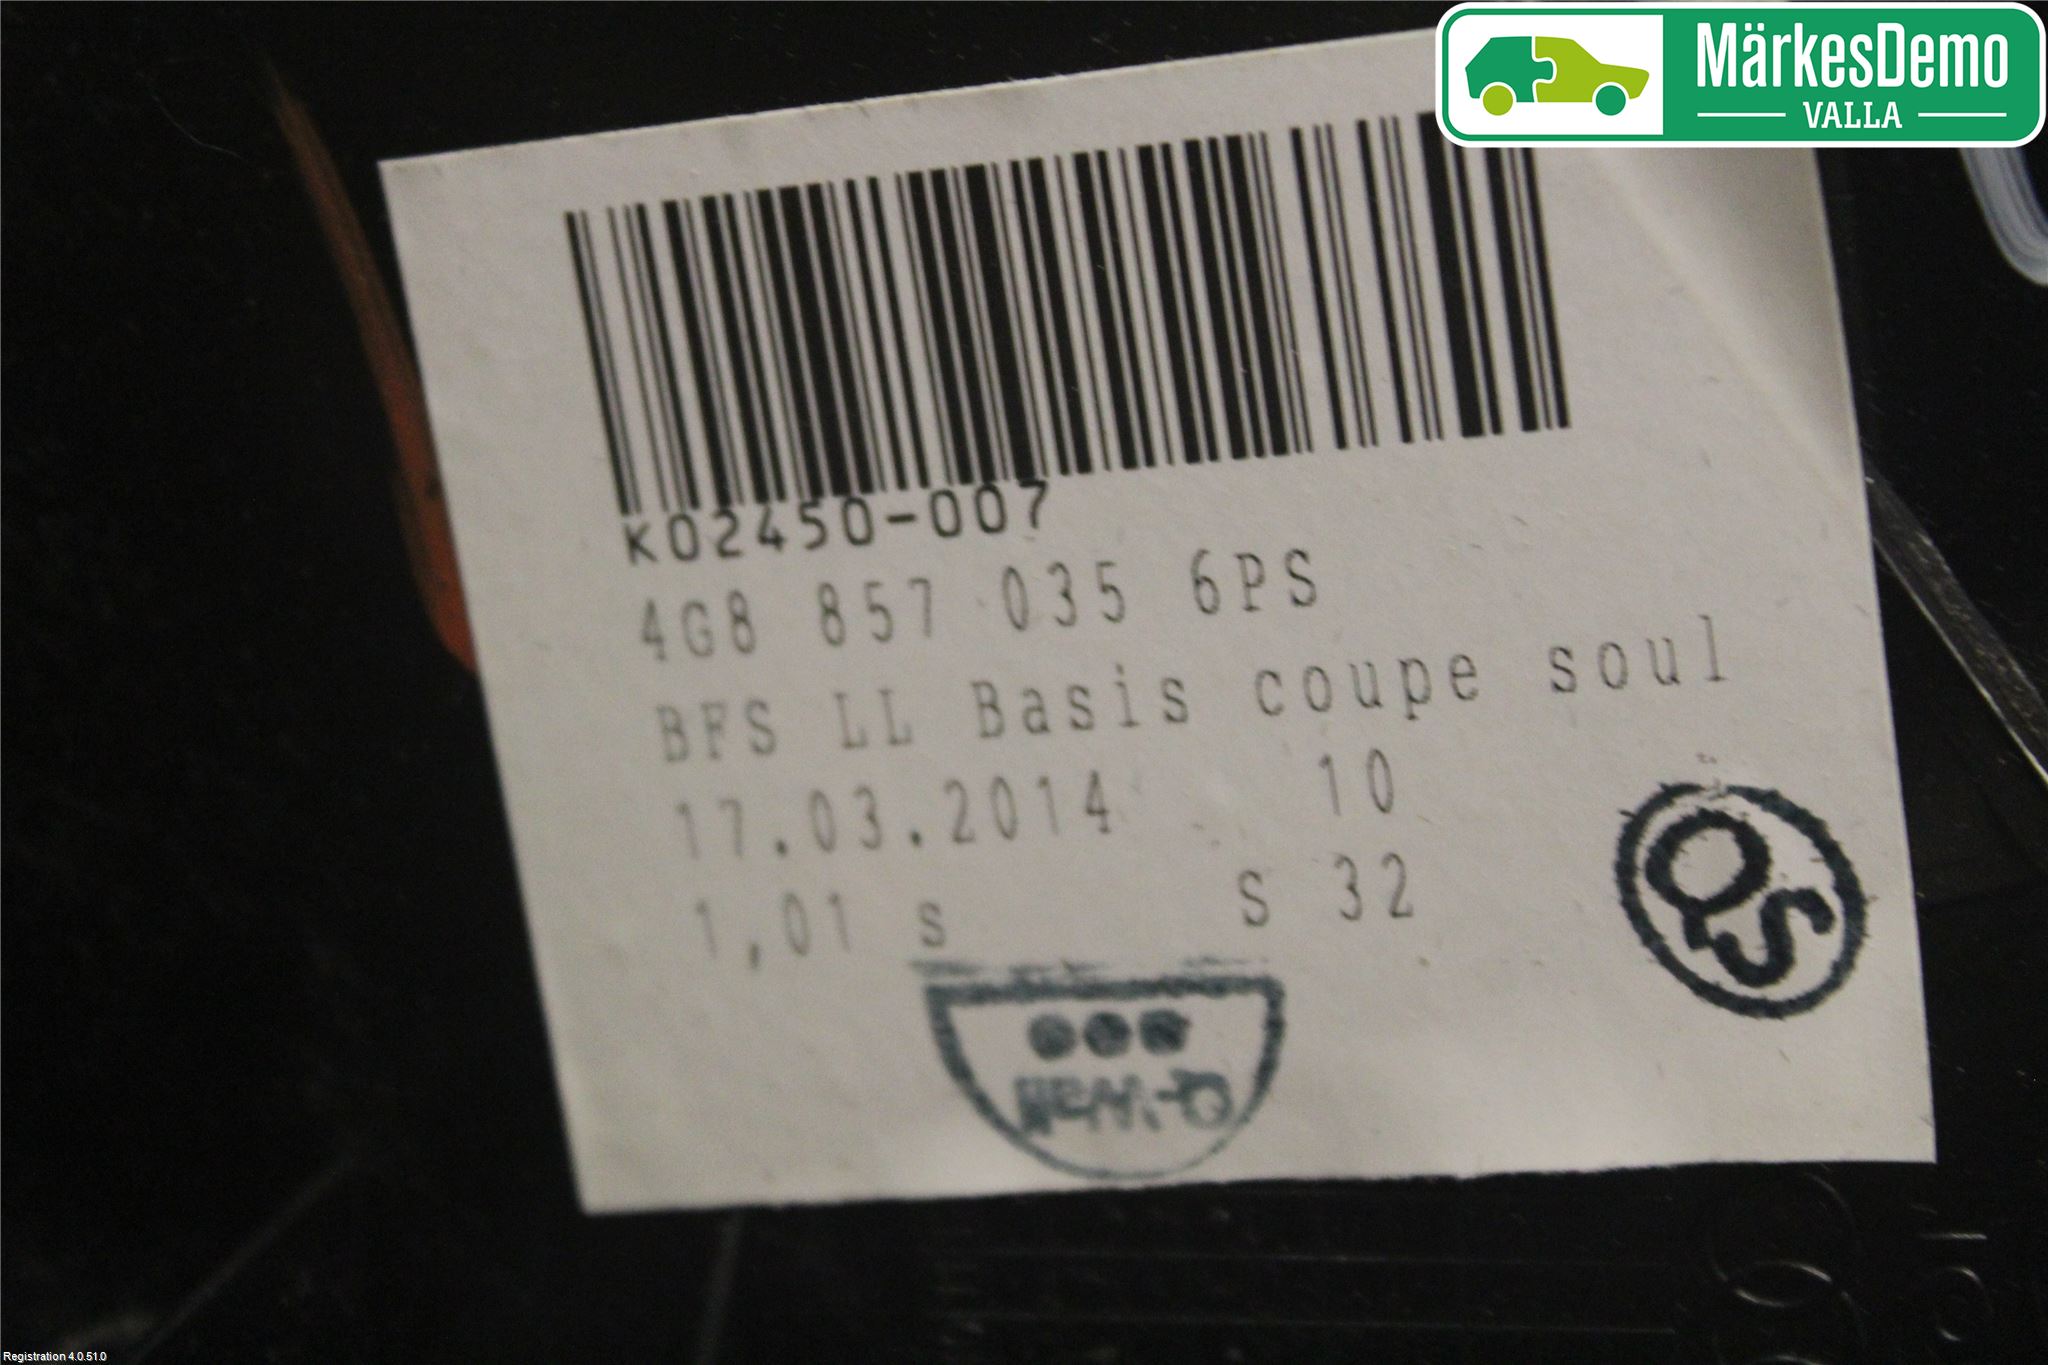 MärkesDemo
VALLA
K02450-007
4G8 857 035 6PS
BFS LL Basis coupe soul
17.03.2014 10
1,01 s S 32
QS
Registration 4.0.51.0